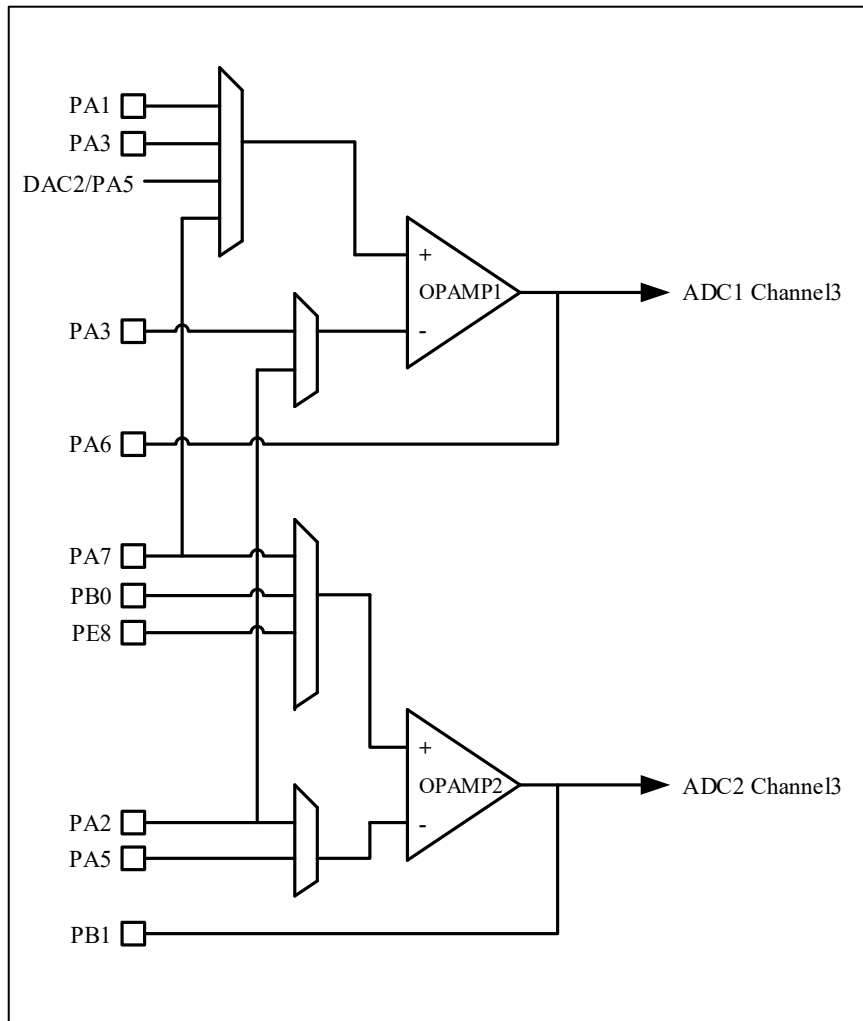 PA1
PA3
DAC2/PA5
+
OPAMP1
-
ADC1 Channel3
PA3
PA6
PA7
PB0
PE8
+
OPAMP2
-
ADC2 Channel3
PA2
PA5
PB1